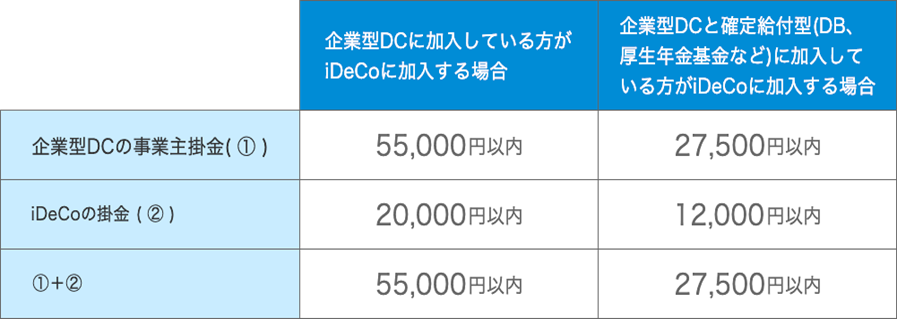 企業型DCに加入している方が
iDeCoに加入する場合
企業型DCと確定給付型(DB、
厚生年金基金など)に加入して
いる方がiDeCoに加入する場合
企業型DCの事業主掛金( ① )
55,000円以内
27,500円以内
iDeCoの掛金 ( ② )
20,000円以内
12,000円以内
①＋②
55,000円以内
27,500円以内